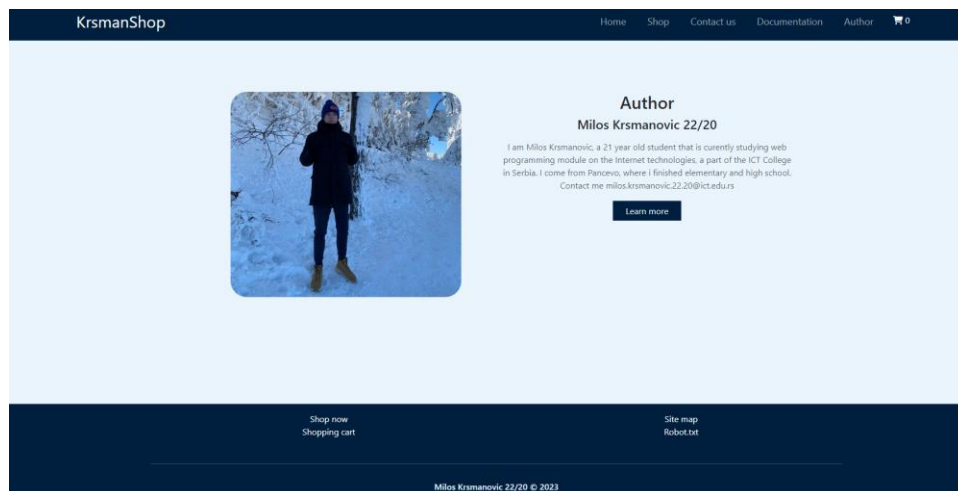 KrsmanShop
Home Shop Contact us Documentation Author 0
Author
Milos Krsmanovic 22/20
I am Milos Krsmanovic, a 21 year old student that is curently studying web
programming module on the Internet technologies, a part of the ICT College
in Serbia. I come from Pancevo, where i finished elementary and high school.
Contact me milos.krsmanovic.22.20@ict.edu.rs
Learn more
Shop now
Shopping cart
Site map
Robot.txt
Milos Krsmanovic 22/20 © 2023